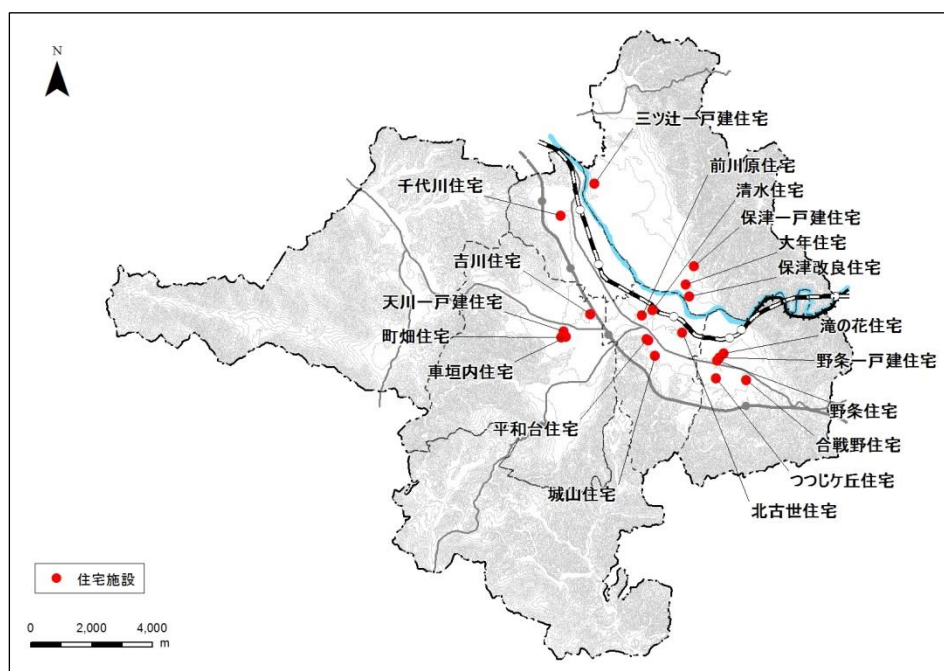 N
三ツ辻一戸建住宅
前川原住宅
千代川住宅
清水住宅
保津一戸建住宅
大年住宅
吉川住宅
保津改良住宅
天川一戸建住宅
滝の花住宅
町畑住宅
野条一戸建住宅
車垣内住宅
野条住宅
平和台住宅
合戦野住宅
つつじケ丘住宅
城山住宅
北古世住宅
住宅施設
0 2,000 4,000
m